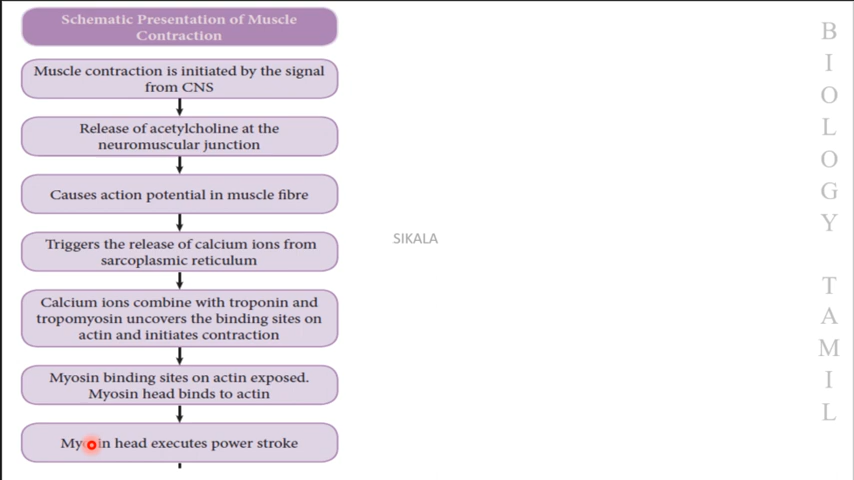 Schematic Presentation of Muscle
Contraction
Muscle contraction is initiated by the signal
from CNS
Release of acetylcholine at the
neuromuscular junction
Causes action potential in muscle fibre
Triggers the release of calcium ions from
sarcoplasmic reticulum
Calcium ions combine with troponin and
tropomyosin uncovers the binding sites on
actin and initiates contraction
Myosin binding sites on actin exposed.
Myosin head binds to actin
Myosin head executes power stroke
SIKALA
BIOLOGY TAMIL